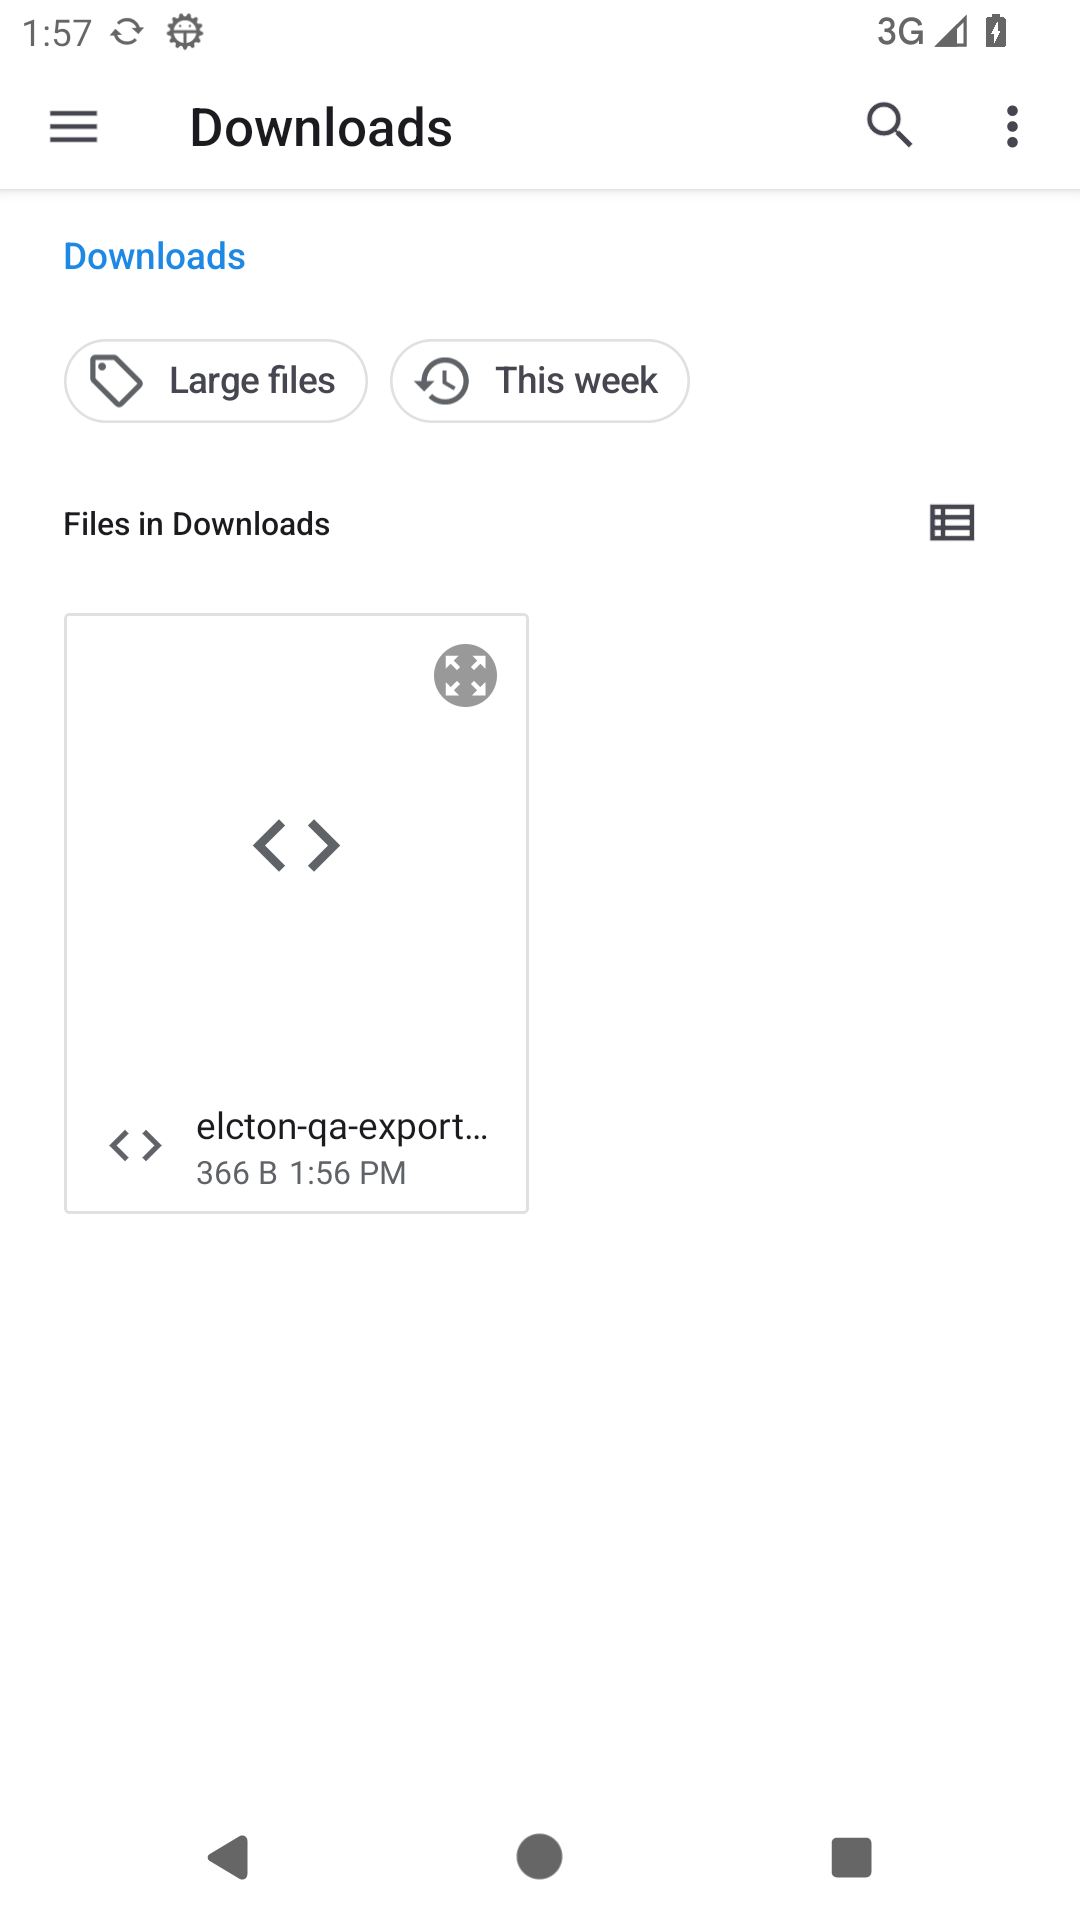 1:57
3G
Downloads
Downloads
Large files
This week
Files in Downloads
elcton-qa-export...
366 B 1:56 PM